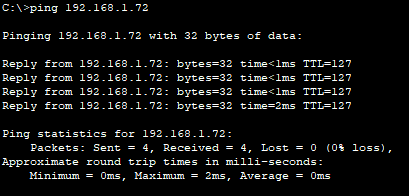 C:\>ping 192.168.1.72
Pinging 192.168.1.72 with 32 bytes of data:
Reply from 192.168.1.72: bytes=32 time<1ms TTL=127
Reply from 192.168.1.72: bytes=32 time<1ms TTL=127
Reply from 192.168.1.72: bytes=32 time<1ms TTL=127
Reply from 192.168.1.72: bytes=32 time=2ms TTL=127
Ping statistics for 192.168.1.72:
    Packets: Sent = 4, Received = 4, Lost = 0 (0% loss),
Approximate round trip times in milli-seconds:
    Minimum = 0ms, Maximum = 2ms, Average = 0ms